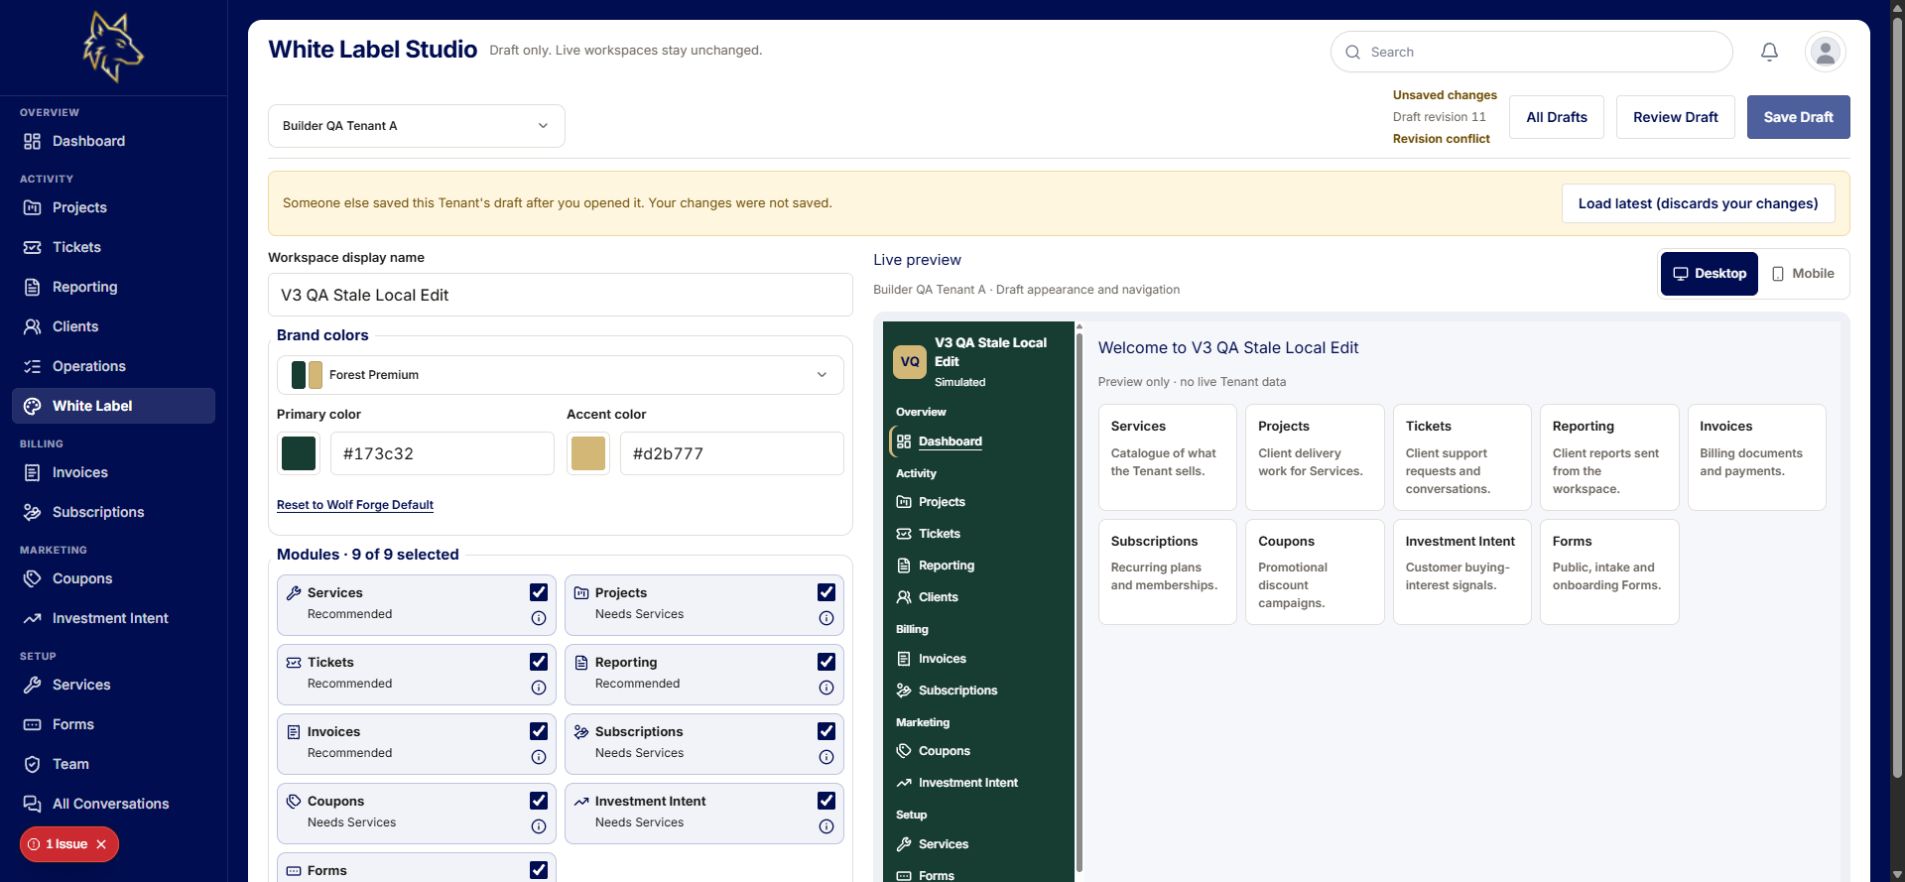 OVERVIEW
Dashboard
ACTIVITY
Projects
Tickets
Reporting
Clients
Operations
White Label
BILLING
Invoices
Subscriptions
MARKETING
Coupons
Investment Intent
SETUP
Services
Forms
Team
All Conversations
1 Issue
White Label Studio
Draft only. Live workspaces stay unchanged.
Search
Builder QA Tenant A
Unsaved changes
Draft revision 11
Revision conflict
All Drafts
Review Draft
Save Draft
Someone else saved this Tenant's draft after you opened it. Your changes were not saved.
Load latest (discards your changes)
Workspace display name
V3 QA Stale Local Edit
Brand colors
Forest Premium
Primary color
Accent color
#173c32
#d2b777
Reset to Wolf Forge Default
Modules · 9 of 9 selected
Services
Recommended
Projects
Needs Services
Tickets
Recommended
Reporting
Recommended
Invoices
Recommended
Subscriptions
Needs Services
Coupons
Needs Services
Investment Intent
Needs Services
Forms
Live preview
Builder QA Tenant A · Draft appearance and navigation
Desktop
Mobile
VQ
V3 QA Stale Local
Edit
Simulated
Overview
Dashboard
Activity
Projects
Tickets
Reporting
Clients
Billing
Invoices
Subscriptions
Marketing
Coupons
Investment Intent
Setup
Services
Forms
Welcome to V3 QA Stale Local Edit
Preview only · no live Tenant data
Services
Catalogue of what
the Tenant sells.
Projects
Client delivery
work for Services.
Tickets
Client support
requests and
conversations.
Reporting
Client reports sent
from the
workspace.
Invoices
Billing documents
and payments.
Subscriptions
Recurring plans
and memberships.
Coupons
Promotional
discount
campaigns.
Investment Intent
Customer buying-
interest signals.
Forms
Public, intake and
onboarding Forms.